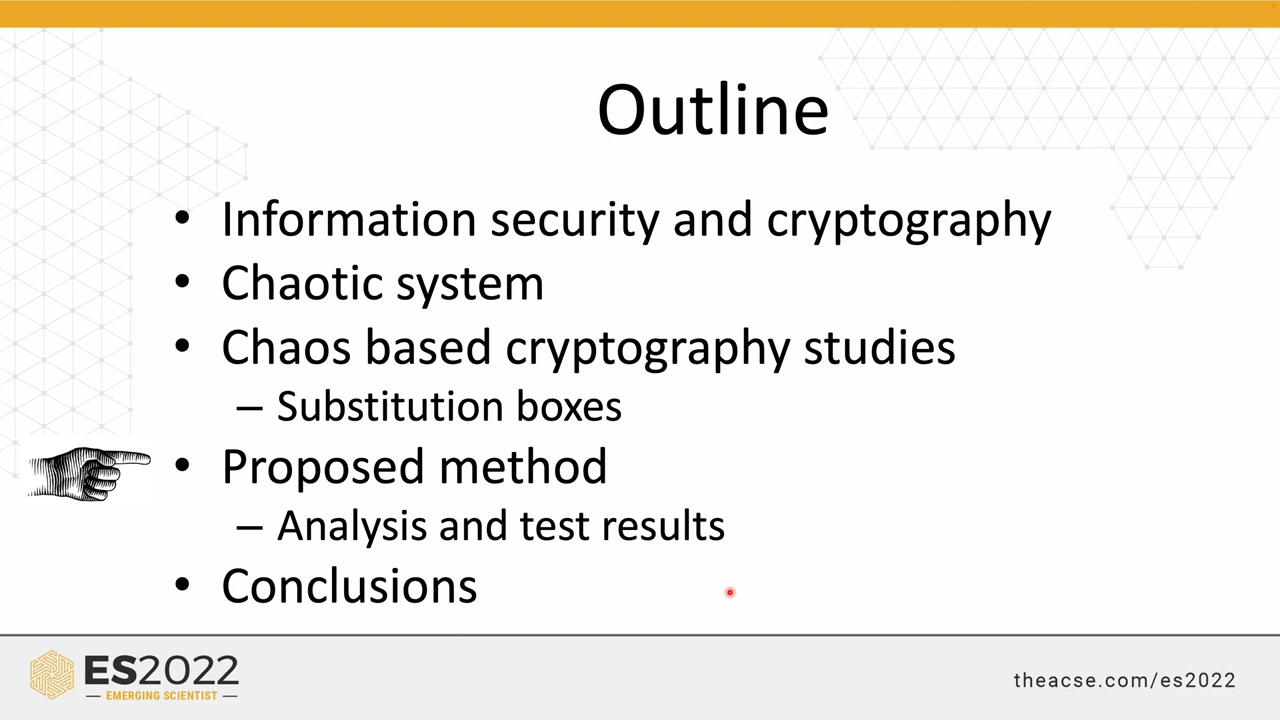 Outline
• Information security and cryptography
• Chaotic system
• Chaos based cryptography studies
– Substitution boxes
• Proposed method
– Analysis and test results
• Conclusions
ES2022
EMERGING SCIENTIST
theacse.com/es2022